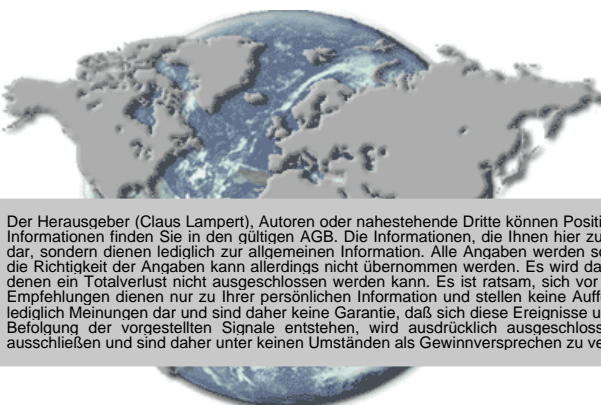 Der Herausgeber (Claus Lampert), Autoren oder nahestehende Dritte können Positi
Informationen finden Sie in den gültigen AGB. Die Informationen, die Ihnen hier zu
dar, sondern dienen lediglich zur allgemeinen Information. Alle Angaben werden so
die Richtigkeit der Angaben kann allerdings nicht übernommen werden. Es wird da
denen ein Totalverlust nicht ausgeschlossen werden kann. Es ist ratsam, sich vor
Empfehlungen dienen nur zu Ihrer persönlichen Information und stellen keine Auff
lediglich Meinungen dar und sind daher keine Garantie, daß sich diese Ereignisse u
Befolgung der vorgestellten Signale entstehen, wird ausdrücklich ausgeschloss
ausschließen und sind daher unter keinen Umständen als Gewinnversprechen zu ve